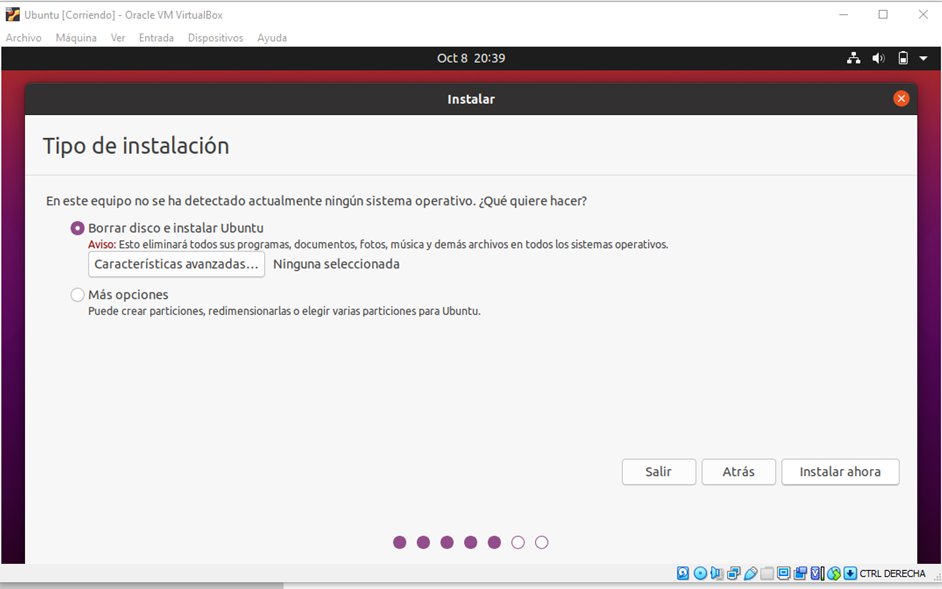 Ubuntu [Corriendo] - Oracle VM VirtualBox
Archivo Máquina Ver Entrada Dispositivos Ayuda
Oct 8 20:39
Instalar
Tipo de instalación
En este equipo no se ha detectado actualmente ningún sistema operativo. ¿Qué quiere hacer?
Borrar disco e instalar Ubuntu
Aviso: Esto eliminará todos sus programas, documentos, fotos, música y demás archivos en todos los sistemas operativos.
Características avanzadas... Ninguna seleccionada
Más opciones
Puede crear particiones, redimensionarlas o elegir varias particiones para Ubuntu.
Salir Atrás Instalar ahora
CTRL DERECHA